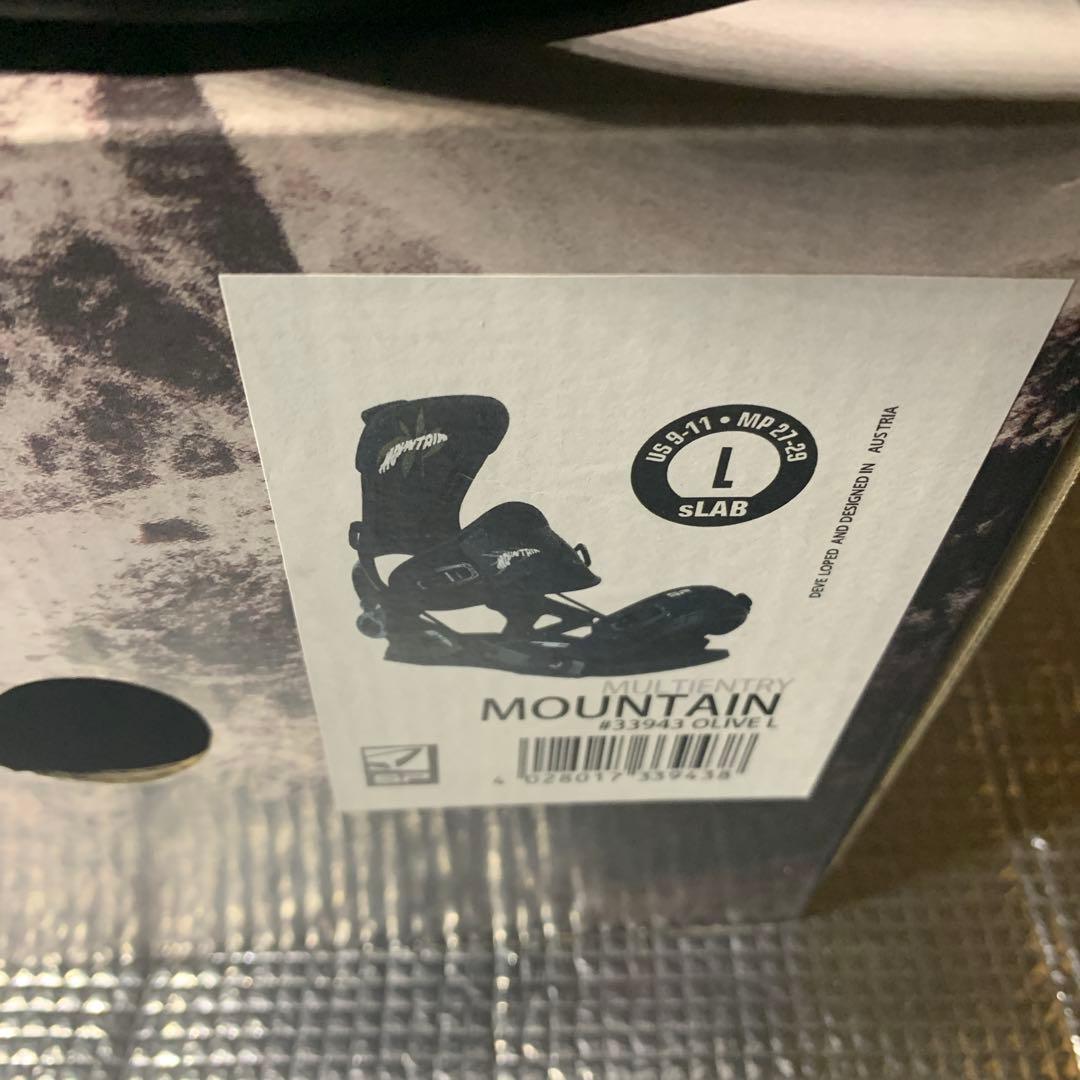 MOUNTAIN
MOUNTAIN
US 9-11 • MP 27-29
L
sLAB
DEVE LOPED AND DESIGNED IN AUSTRIA
MULTIENTRY
MOUNTAIN
#33943 OLIVE L
4 028017 339438